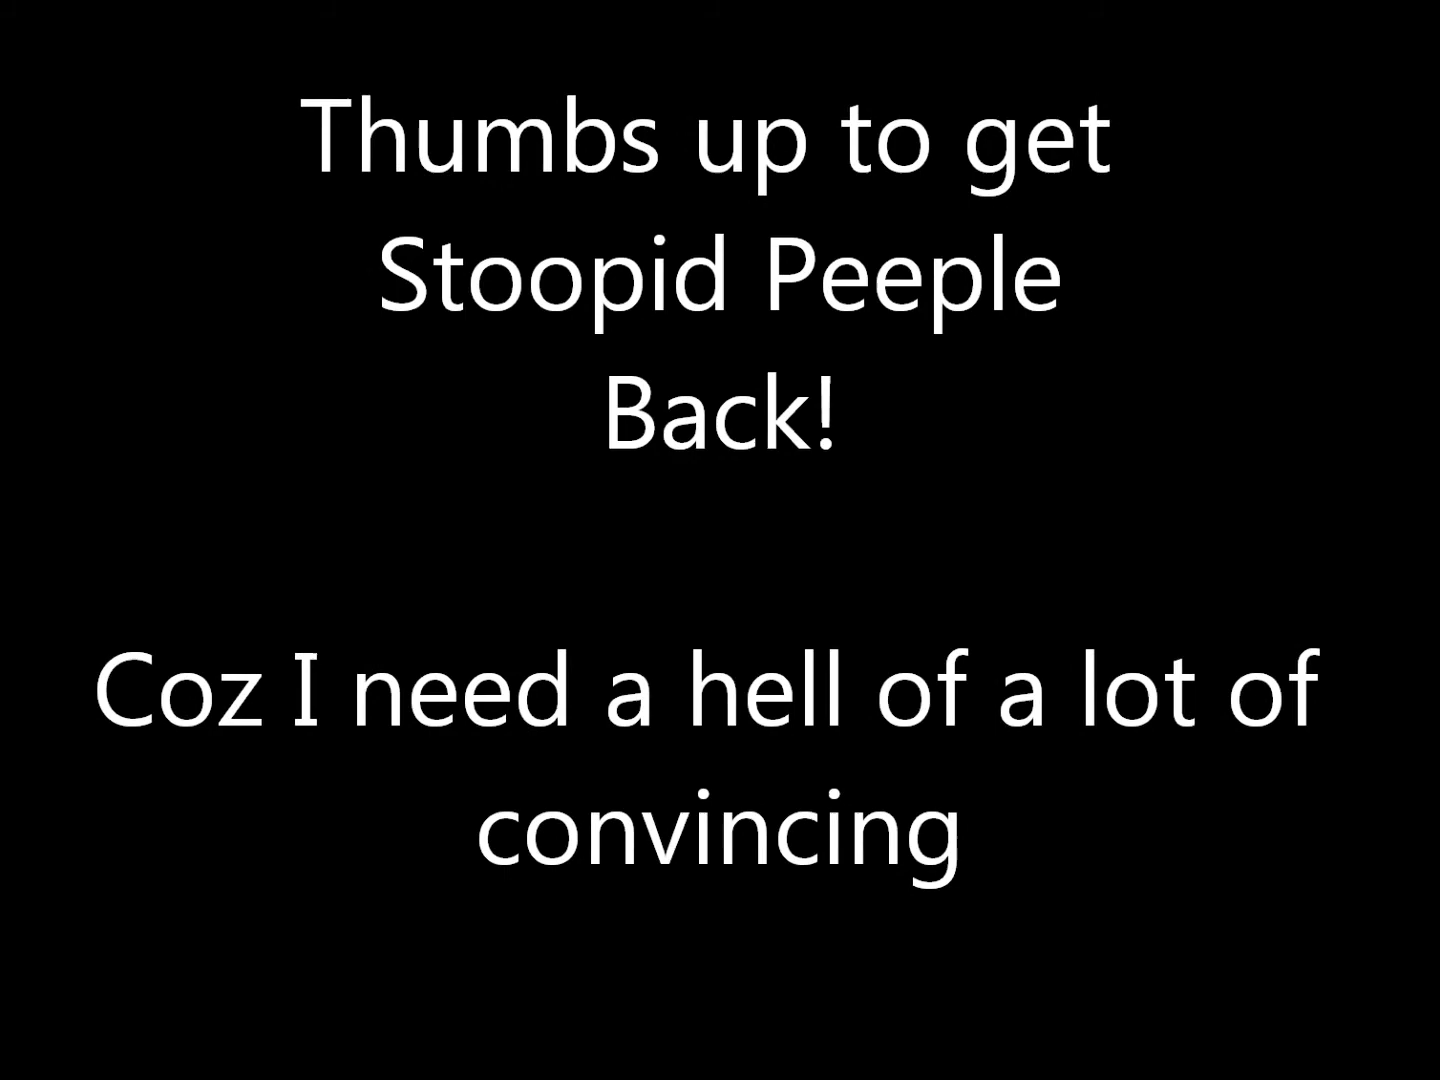 Thumbs up to get
Stoopid Peeple
Back!
Coz I need a hell of a lot of
convincing